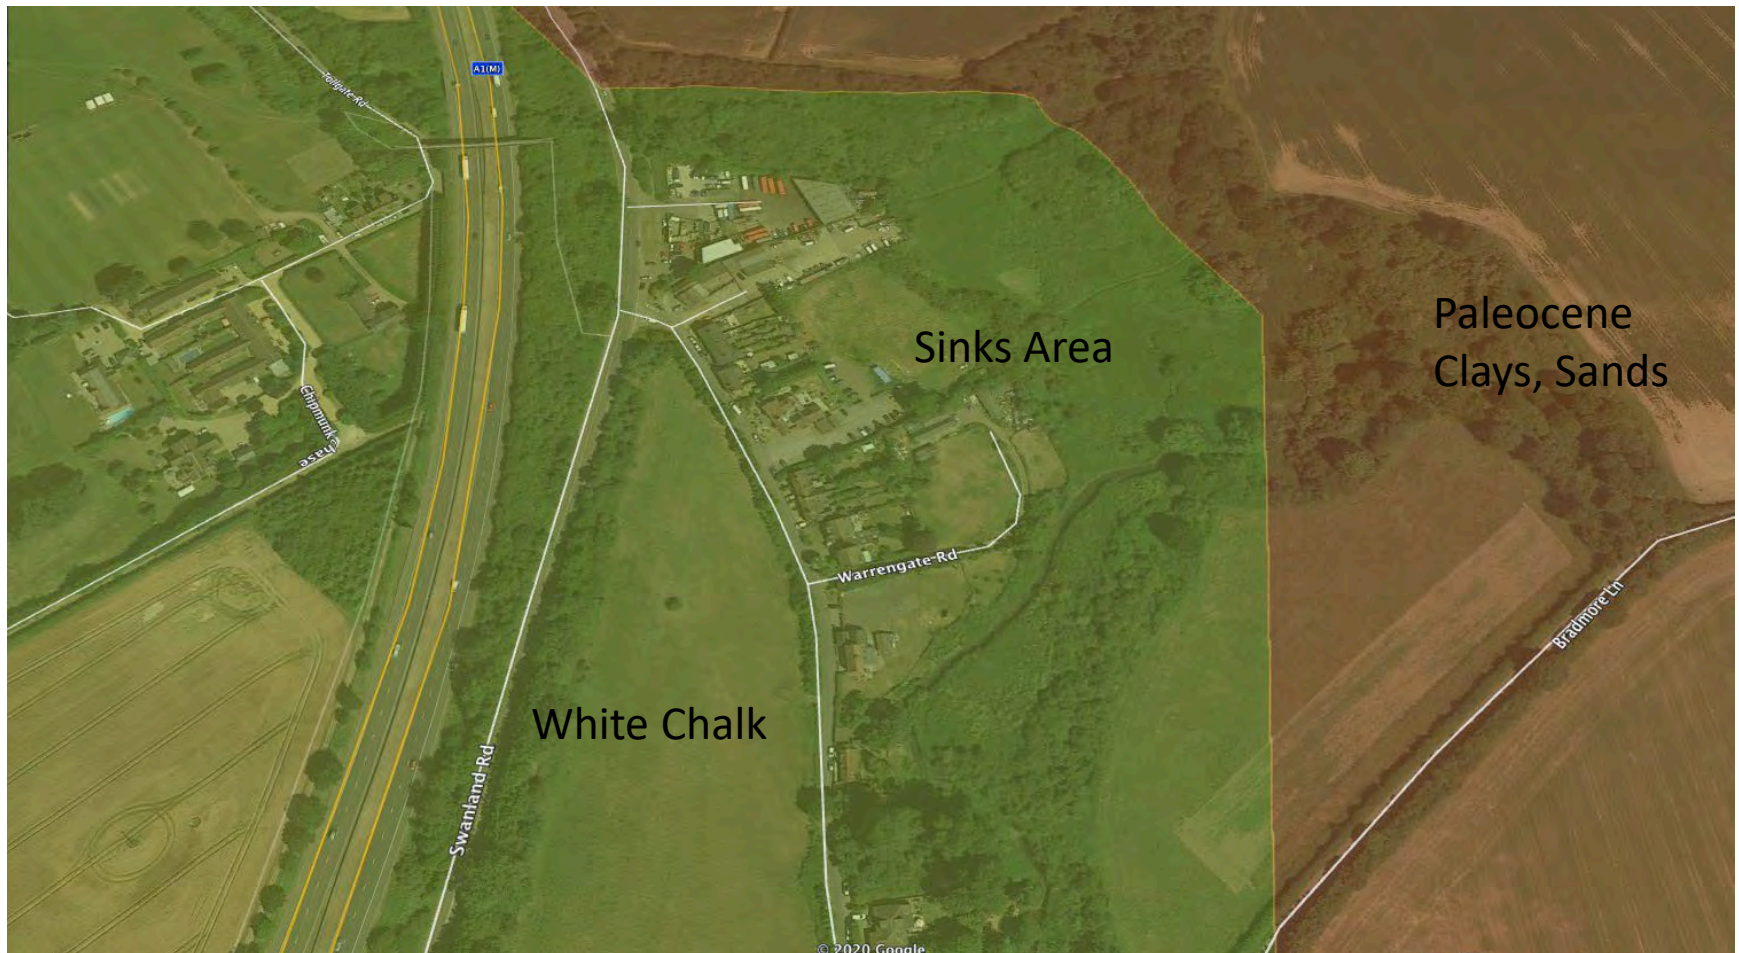 A1(M)
Tollgate Rd
Sinks Area
Paleocene
Clays, Sands
Chipmunk Chase
Warrengate Rd
Bradmore Ln
White Chalk
Swanland Rd
© 2020 Google